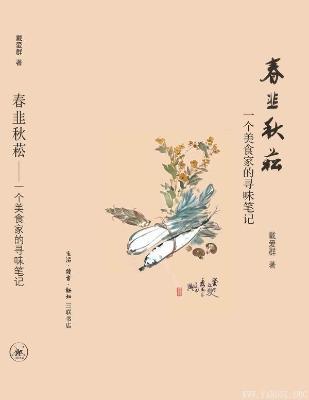 春韭秋菘
一个美食家的寻味笔记
戴爱群 著
戴爱群 著
春韭秋菘——一个美食家的寻味笔记
生活·读书·新知 三联书店